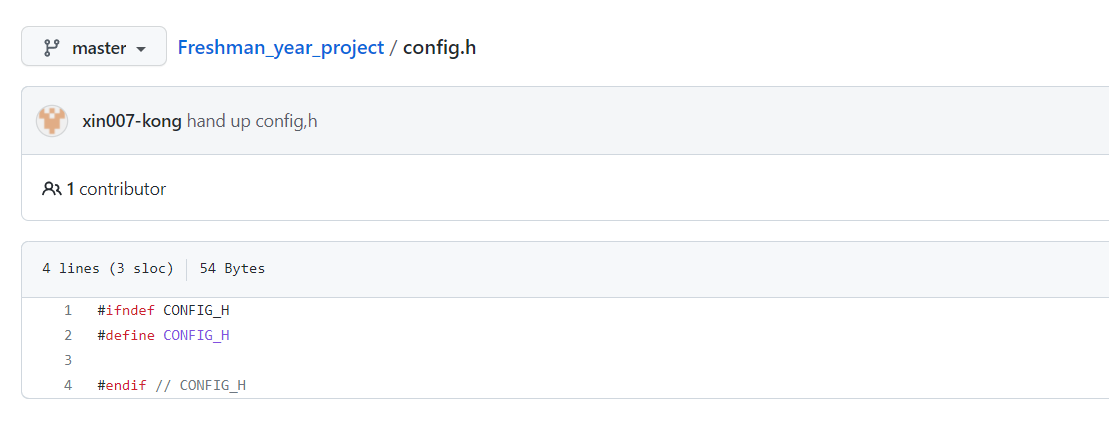 master Freshman_year_project / config.h
xin007-kong hand up config,h
1 contributor
4 lines (3 sloc) 54 Bytes
1 #ifndef CONFIG_H
2 #define CONFIG_H
3
4 #endif // CONFIG_H